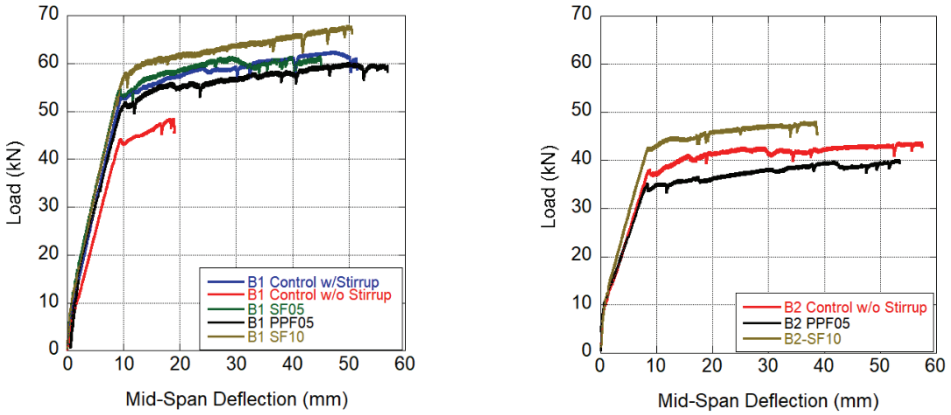 70
60
50
40
30
20
10
0
Load (kN)
B1 Control w/Stirrup
B1 Control w/o Stirrup
B1 SF05
B1 PPF05
B1 SF10
0 10 20 30 40 50 60
Mid-Span Deflection (mm)
70
60
50
40
30
20
10
0
Load (kN)
B2 Control w/o Stirrup
B2 PPF05
B2-SF10
0 10 20 30 40 50 60
Mid-Span Deflection (mm)